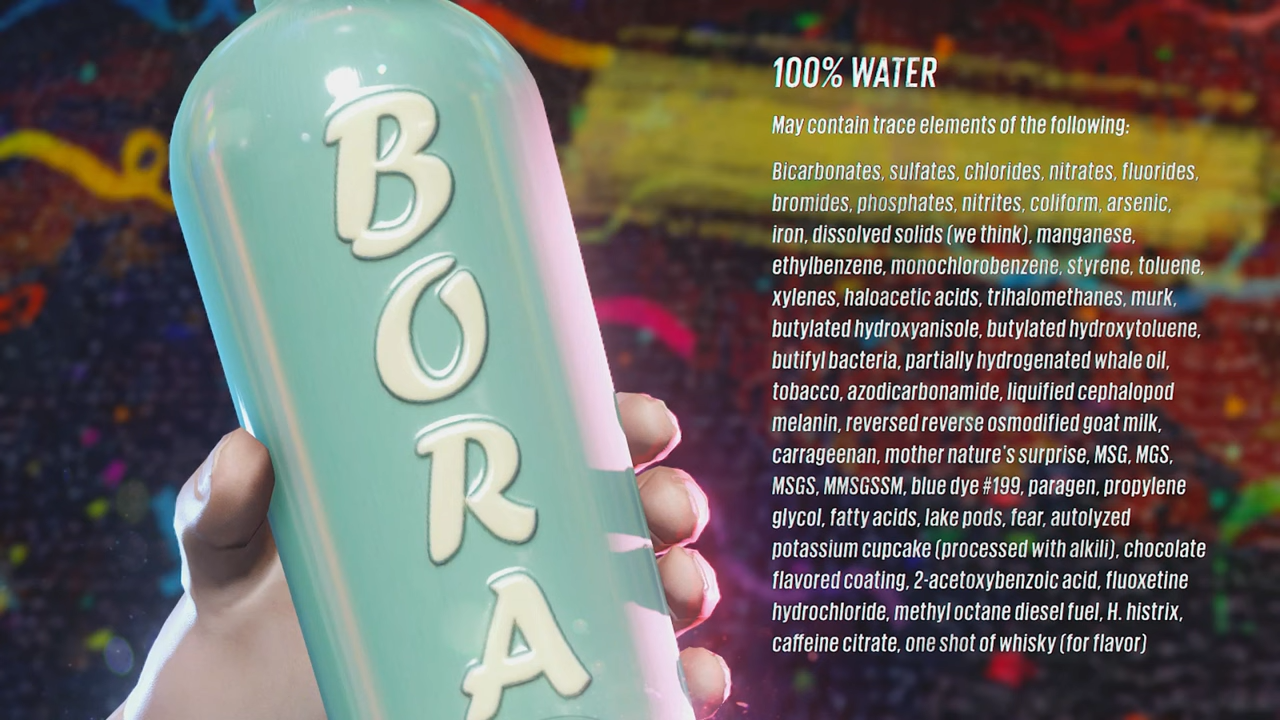 BORA
100% WATER
May contain trace elements of the following:
Bicarbonates, sulfates, chlorides, nitrates, fluorides,
bromides, phosphates, nitrites, coliform, arsenic,
iron, dissolved solids (we think), manganese,
ethylbenzene, monochlorobenzene, styrene, toluene,
xylenes, haloacetic acids, trihalomethanes, murk,
butylated hydroxyanisole, butylated hydroxytoluene,
butifyl bacteria, partially hydrogenated whale oil,
tobacco, azodicarbonamide, liquified cephalopod
melanin, reversed reverse osmodified goat milk,
carrageenan, mother nature's surprise, MSG, MGS,
MSGS, MMSGSSM, blue dye #199, paragen, propylene
glycol, fatty acids, lake pods, fear, autolyzed
potassium cupcake (processed with alkili), chocolate
flavored coating, 2-acetoxybenzoic acid, fluoxetine
hydrochloride, methyl octane diesel fuel, H. histrix,
caffeine citrate, one shot of whisky (for flavor)